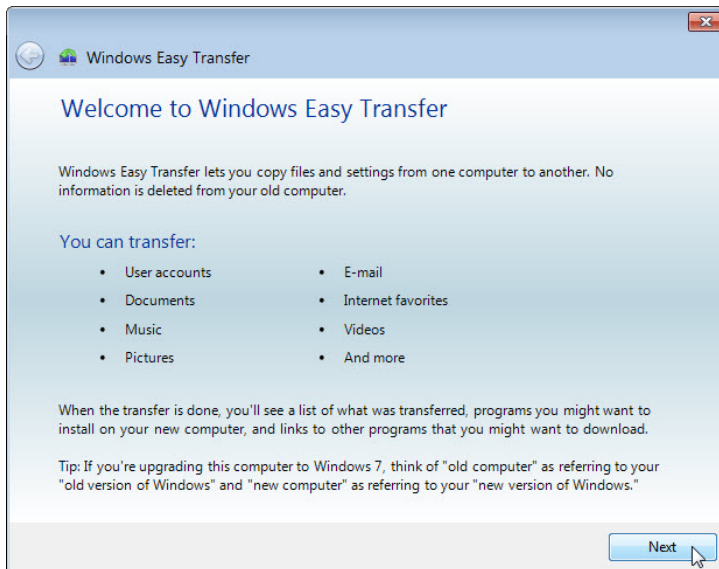 Windows Easy Transfer
Welcome to Windows Easy Transfer
Windows Easy Transfer lets you copy files and settings from one computer to another. No
information is deleted from your old computer.
You can transfer:
• User accounts
• Documents
• Music
• Pictures
• E-mail
• Internet favorites
• Videos
• And more
When the transfer is done, you'll see a list of what was transferred, programs you might want to
install on your new computer, and links to other programs that you might want to download.
Tip: If you're upgrading this computer to Windows 7, think of "old computer" as referring to your
"old version of Windows" and "new computer" as referring to your "new version of Windows."
Next